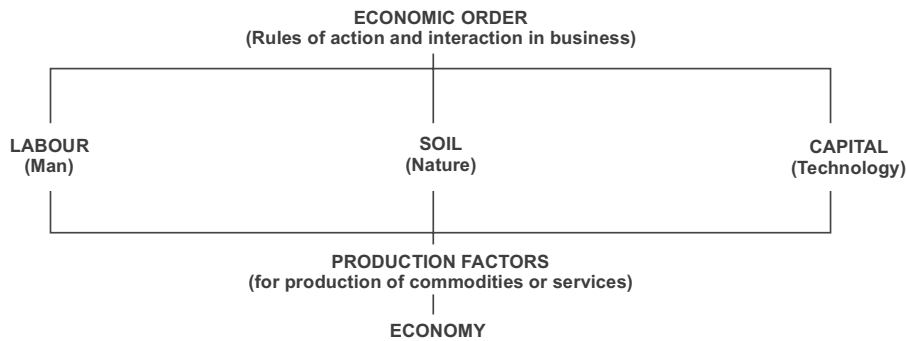 ECONOMIC ORDER
(Rules of action and interaction in business)
LABOUR
(Man)
SOIL
(Nature)
CAPITAL
(Technology)
PRODUCTION FACTORS
(for production of commodities or services)
ECONOMY